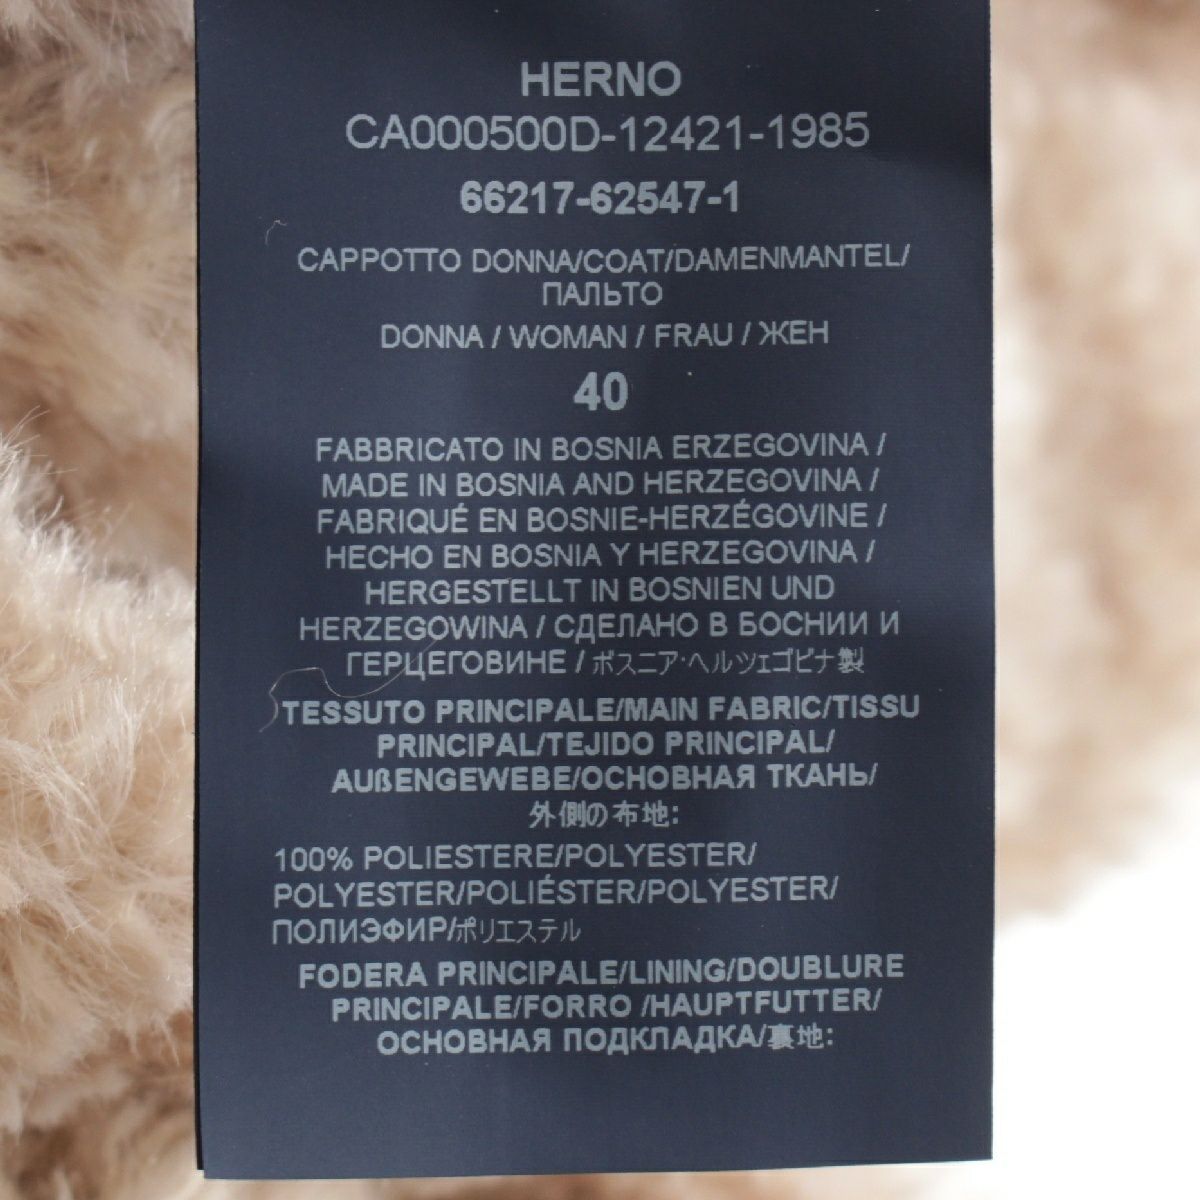 HERNO
CA000500D-12421-1985
66217-62547-1
CAPPOTTO DONNA/COAT/DAMENMANTEL/
ПАЛЬТО
DONNA / WOMAN / FRAU / ЖЕН
40
FABBRICATO IN BOSNIA ERZEGOVINA /
MADE IN BOSNIA AND HERZEGOVINA /
FABRIQUÉ EN BOSNIE-HERZÉGOVINE /
HECHO EN BOSNIA Y HERZEGOVINA /
HERGESTELLT IN BOSNIEN UND
HERZEGOWINA / СДЕЛАНО В БОСНИИ И
ГЕРЦЕГОВИНЕ / ボスニア・ヘルツェゴビナ製
TESSUTO PRINCIPALE/MAIN FABRIC/TISSU
PRINCIPAL/TEJIDO PRINCIPAL/
AUßENGEWEBE/ОСНОВНАЯ ТКАНЬ/
外側の布地:
100% POLIESTERE/POLYESTER/
POLYESTER/POLIÉSTER/POLYESTER/
ПОЛИЭФИР/ポリエステル
FODERA PRINCIPALE/LINING/DOUBLURE
PRINCIPALE/FORRO /HAUPTFUTTER/
ОСНОВНАЯ ПОДКЛАДКА/裏地: